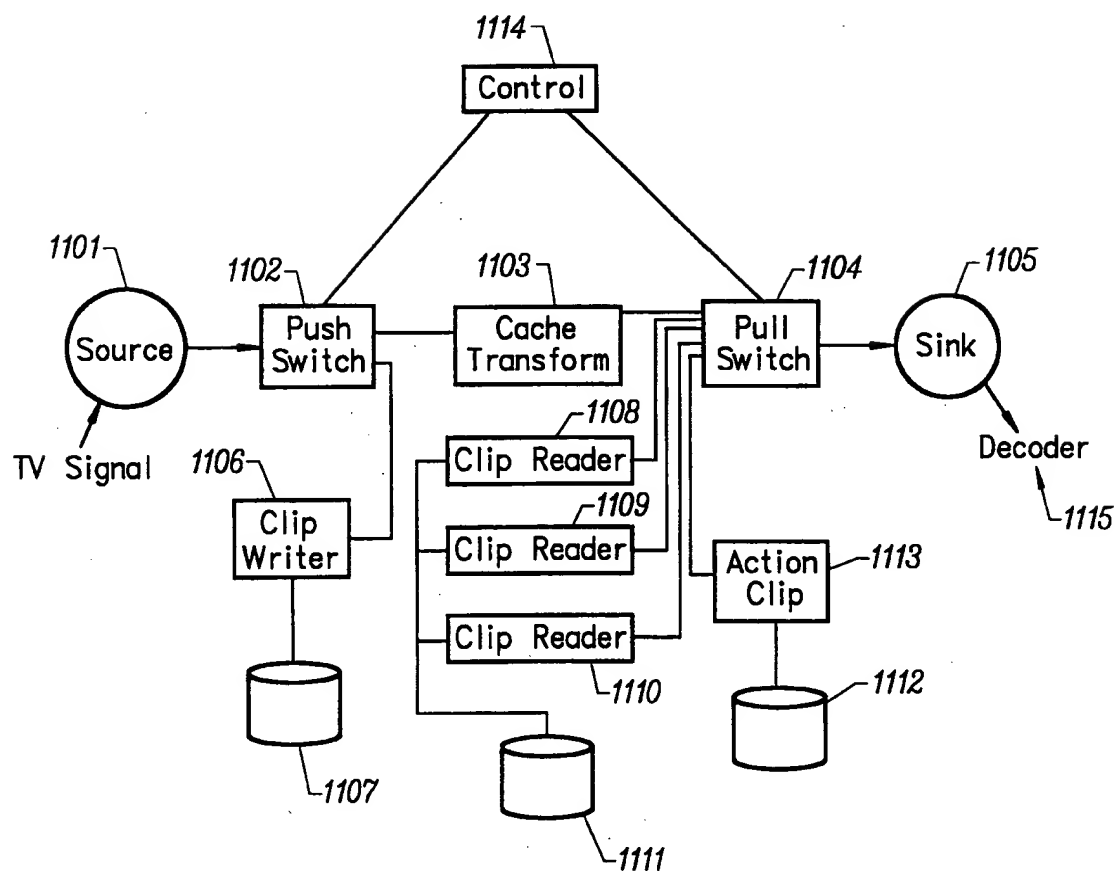 1114
Control
1101
1102
1103
1104
1105
Source
Push
Switch
Cache
Transform
Pull
Switch
Sink
TV Signal
1106
Clip
Writer
1108
Clip Reader
1109
Clip Reader
Clip Reader
1110
Decoder
1115
Action
Clip
1113
1112
1107
1111